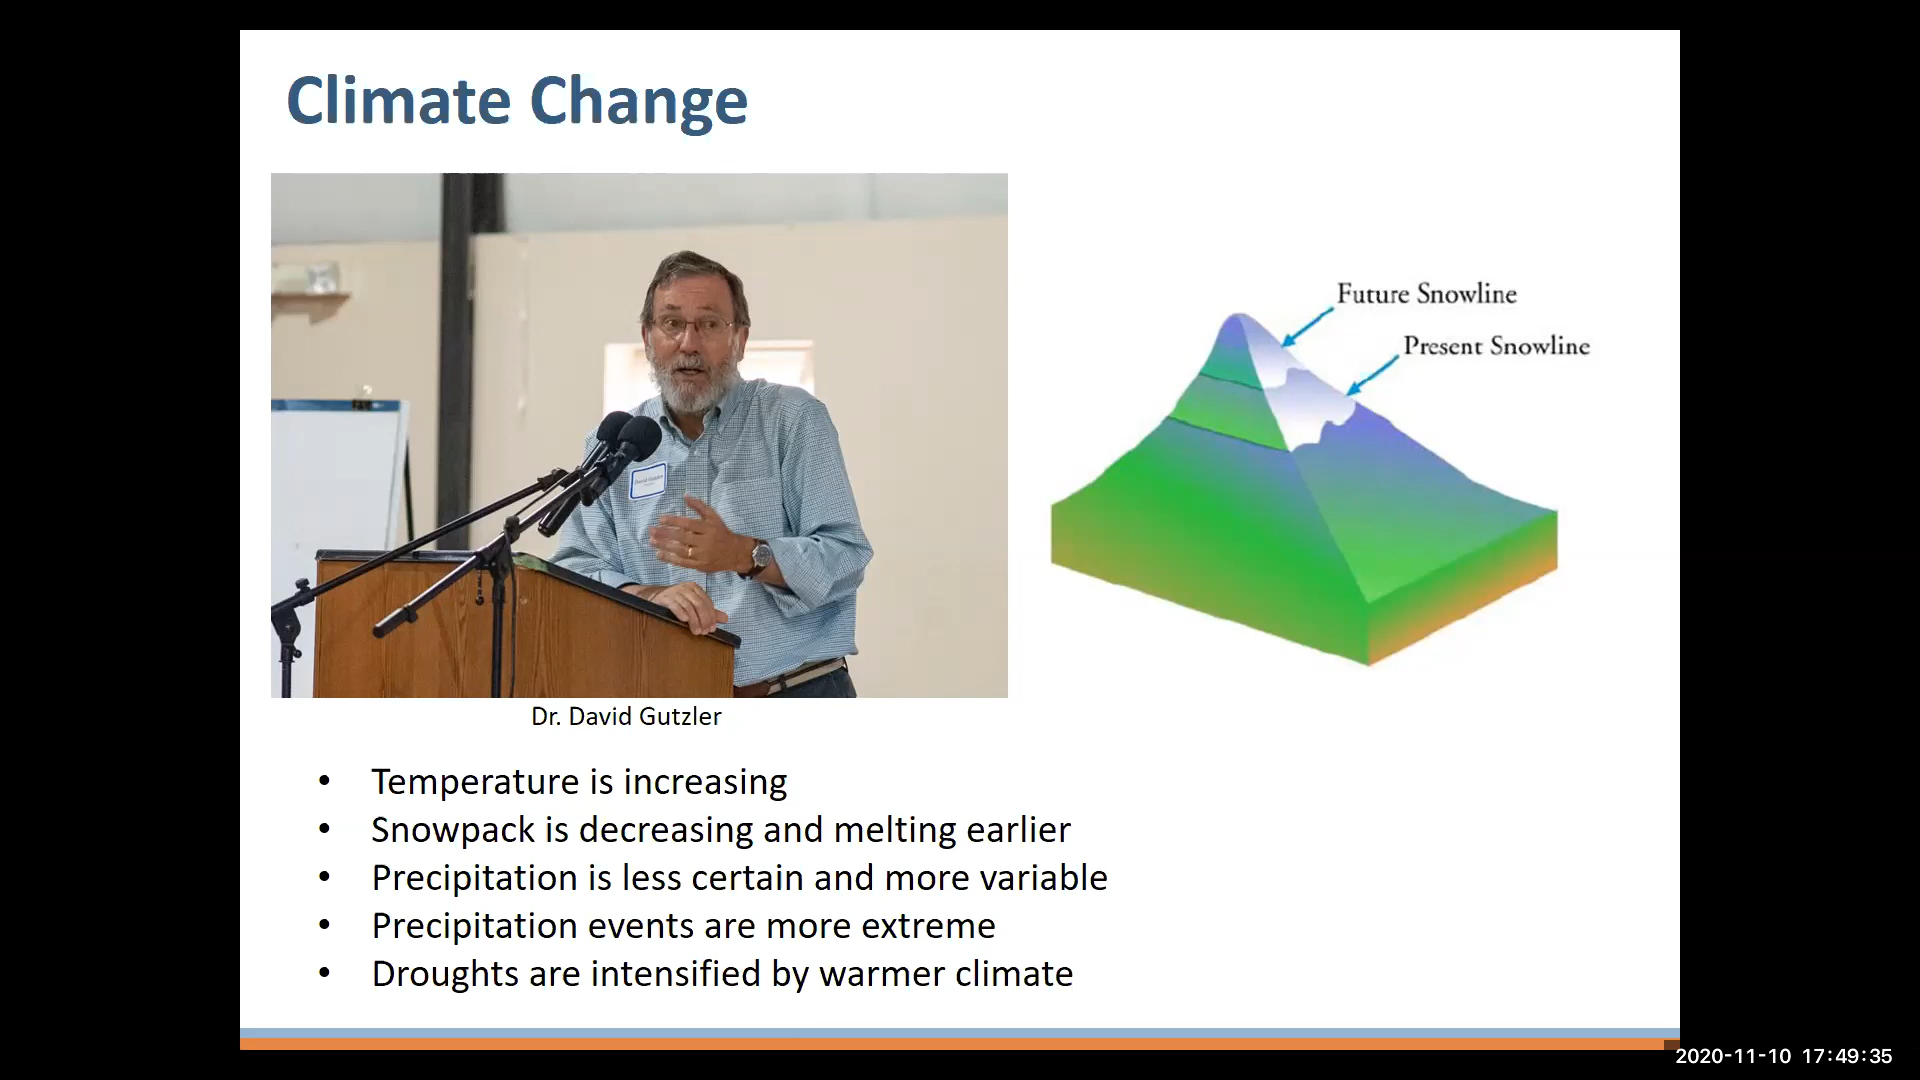 Climate Change
Future Snowline
Present Snowline
David Gutzler
Dr. David Gutzler
• Temperature is increasing
• Snowpack is decreasing and melting earlier
• Precipitation is less certain and more variable
• Precipitation events are more extreme
• Droughts are intensified by warmer climate
2020-11-10 17:49:35